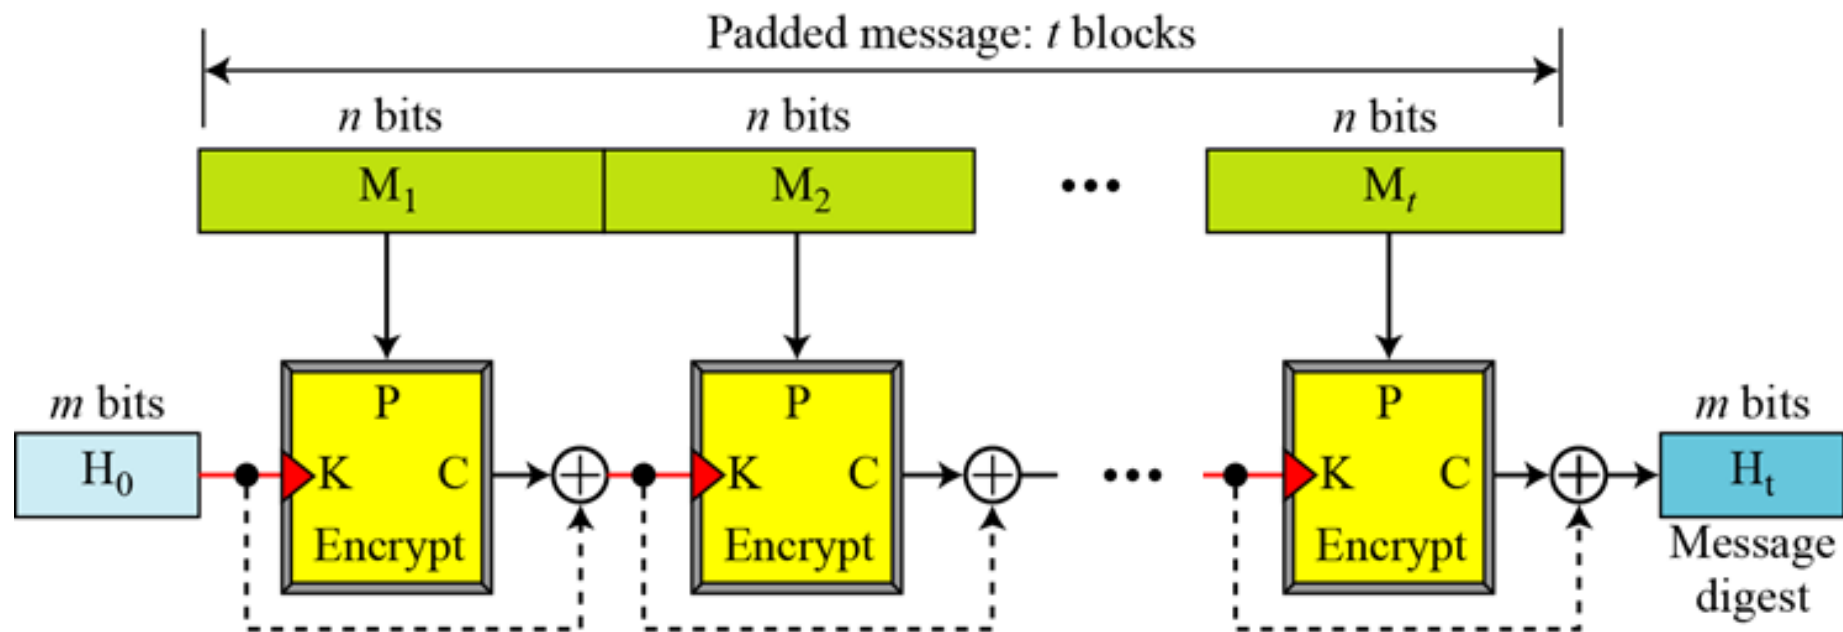 Padded message: t blocks
n bits n bits n bits
M₁ M₂ ••• Mₜ
m bits P P P m bits
H₀ K C K C ••• K C Hₜ
Encrypt Encrypt Encrypt Message
digest